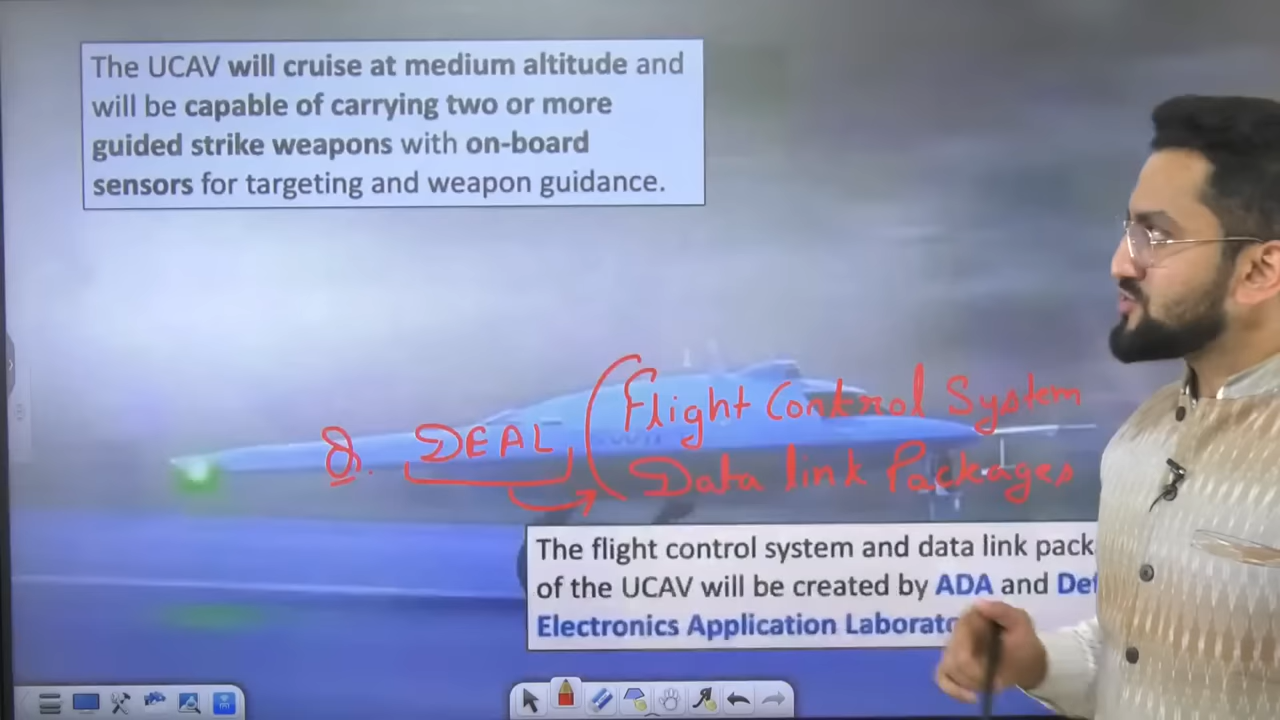 The UCAV will cruise at medium altitude and
will be capable of carrying two or more
guided strike weapons with on-board
sensors for targeting and weapon guidance.
Flight Control System
Q. DEAL,
Data link Packages
The flight control system and data link pack
of the UCAV will be created by ADA and Def
Electronics Application Laborato